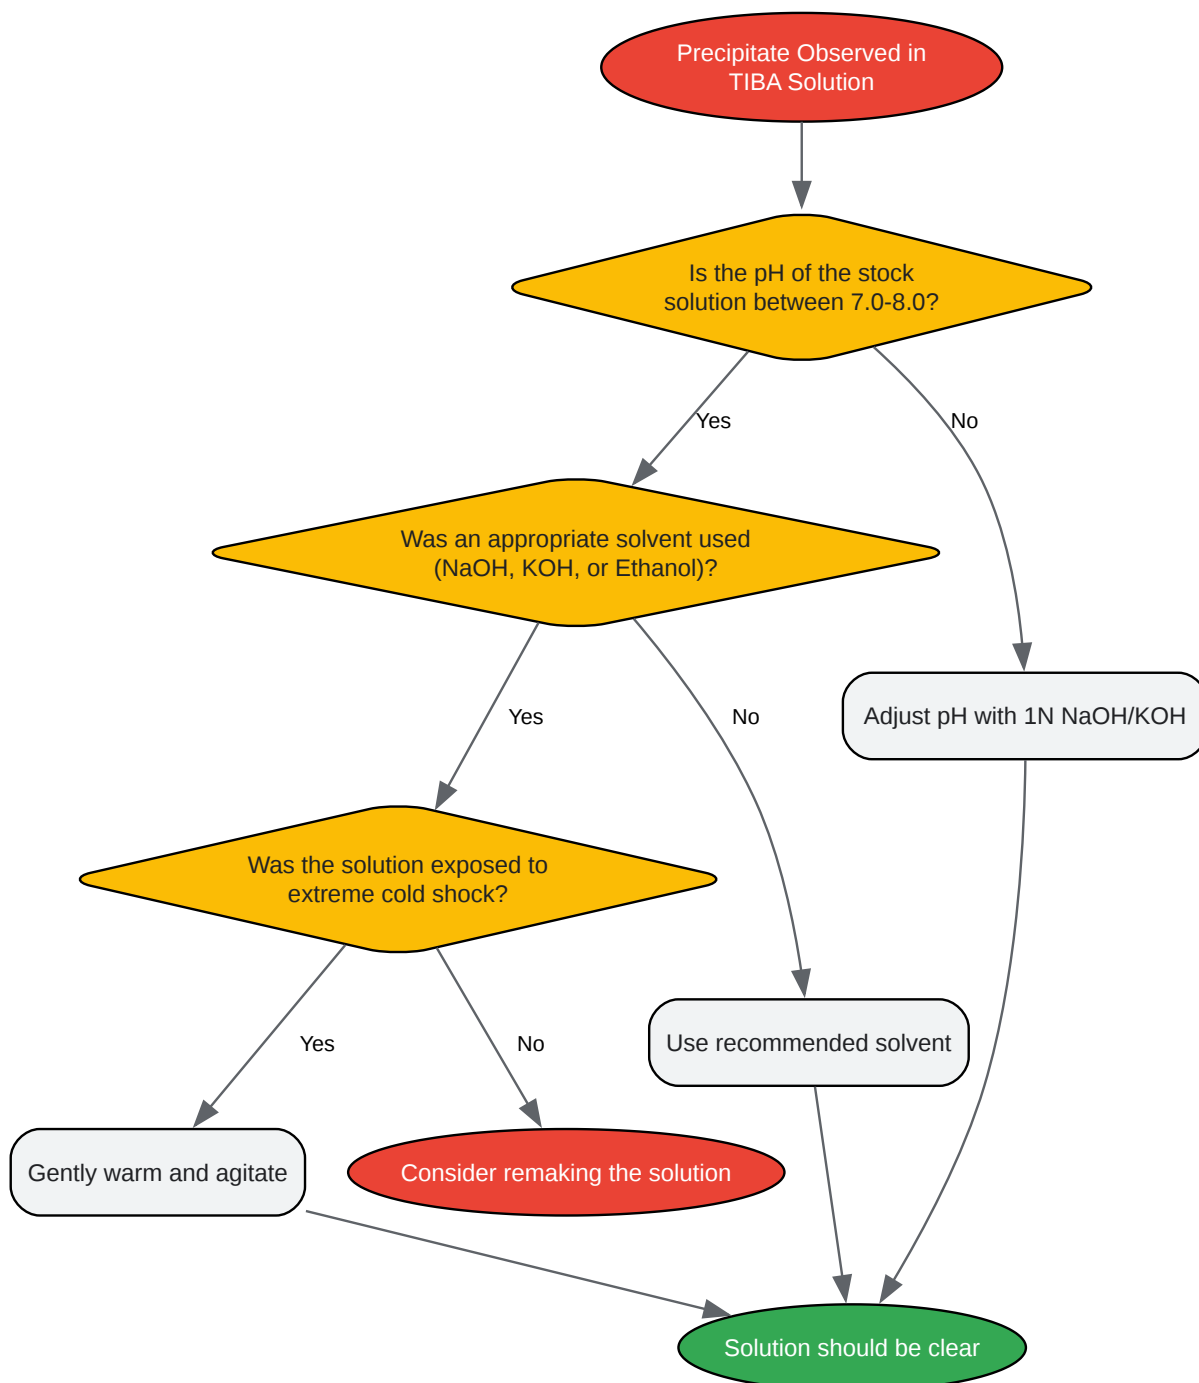 Precipitate Observed in
TIBA Solution
Is the pH of the stock
solution between 7.0-8.0?
Yes
No
Was an appropriate solvent used
(NaOH, KOH, or Ethanol)?
Yes
No
Adjust pH with 1N NaOH/KOH
Was the solution exposed to
extreme cold shock?
Yes
No
Use recommended solvent
Gently warm and agitate
Consider remaking the solution
Solution should be clear